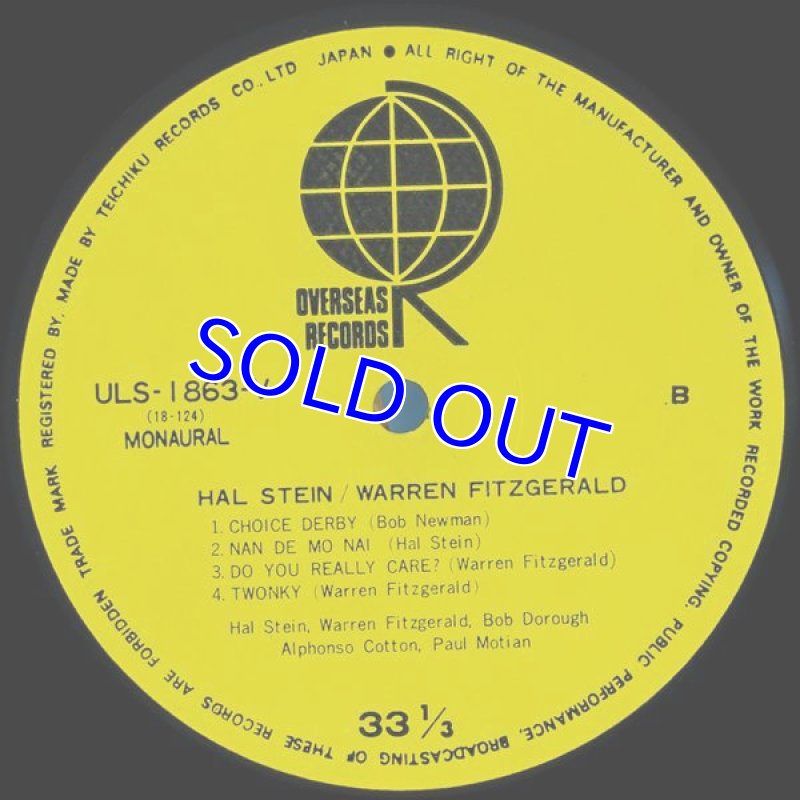 REGISTERED BY. MADE BY TEICHIKU RECORDS CO., LTD JAPAN ● ALL RIGHT OF THE MANUFACTURER AND OWNER OF THE WORK RECORDED COPYING. PUBLIC PERFORMANCE. BROADCASTING OF THESE RECORDS ARE FORBIDDEN TRADE MARK
OVERSEAS
RECORDS
SOLD OUT
ULS-1863-
B
(18-124)
MONAURAL
HAL STEIN / WARREN FITZGERALD
1. CHOICE DERBY (Bob Newman)
2. NAN DE MO NAI (Hal Stein)
3. DO YOU REALLY CARE? (Warren Fitzgerald)
4. TWONKY (Warren Fitzgerald)
Hal Stein, Warren Fitzgerald, Bob Dorough
Alphonso Cotton, Paul Motian
33 1/3